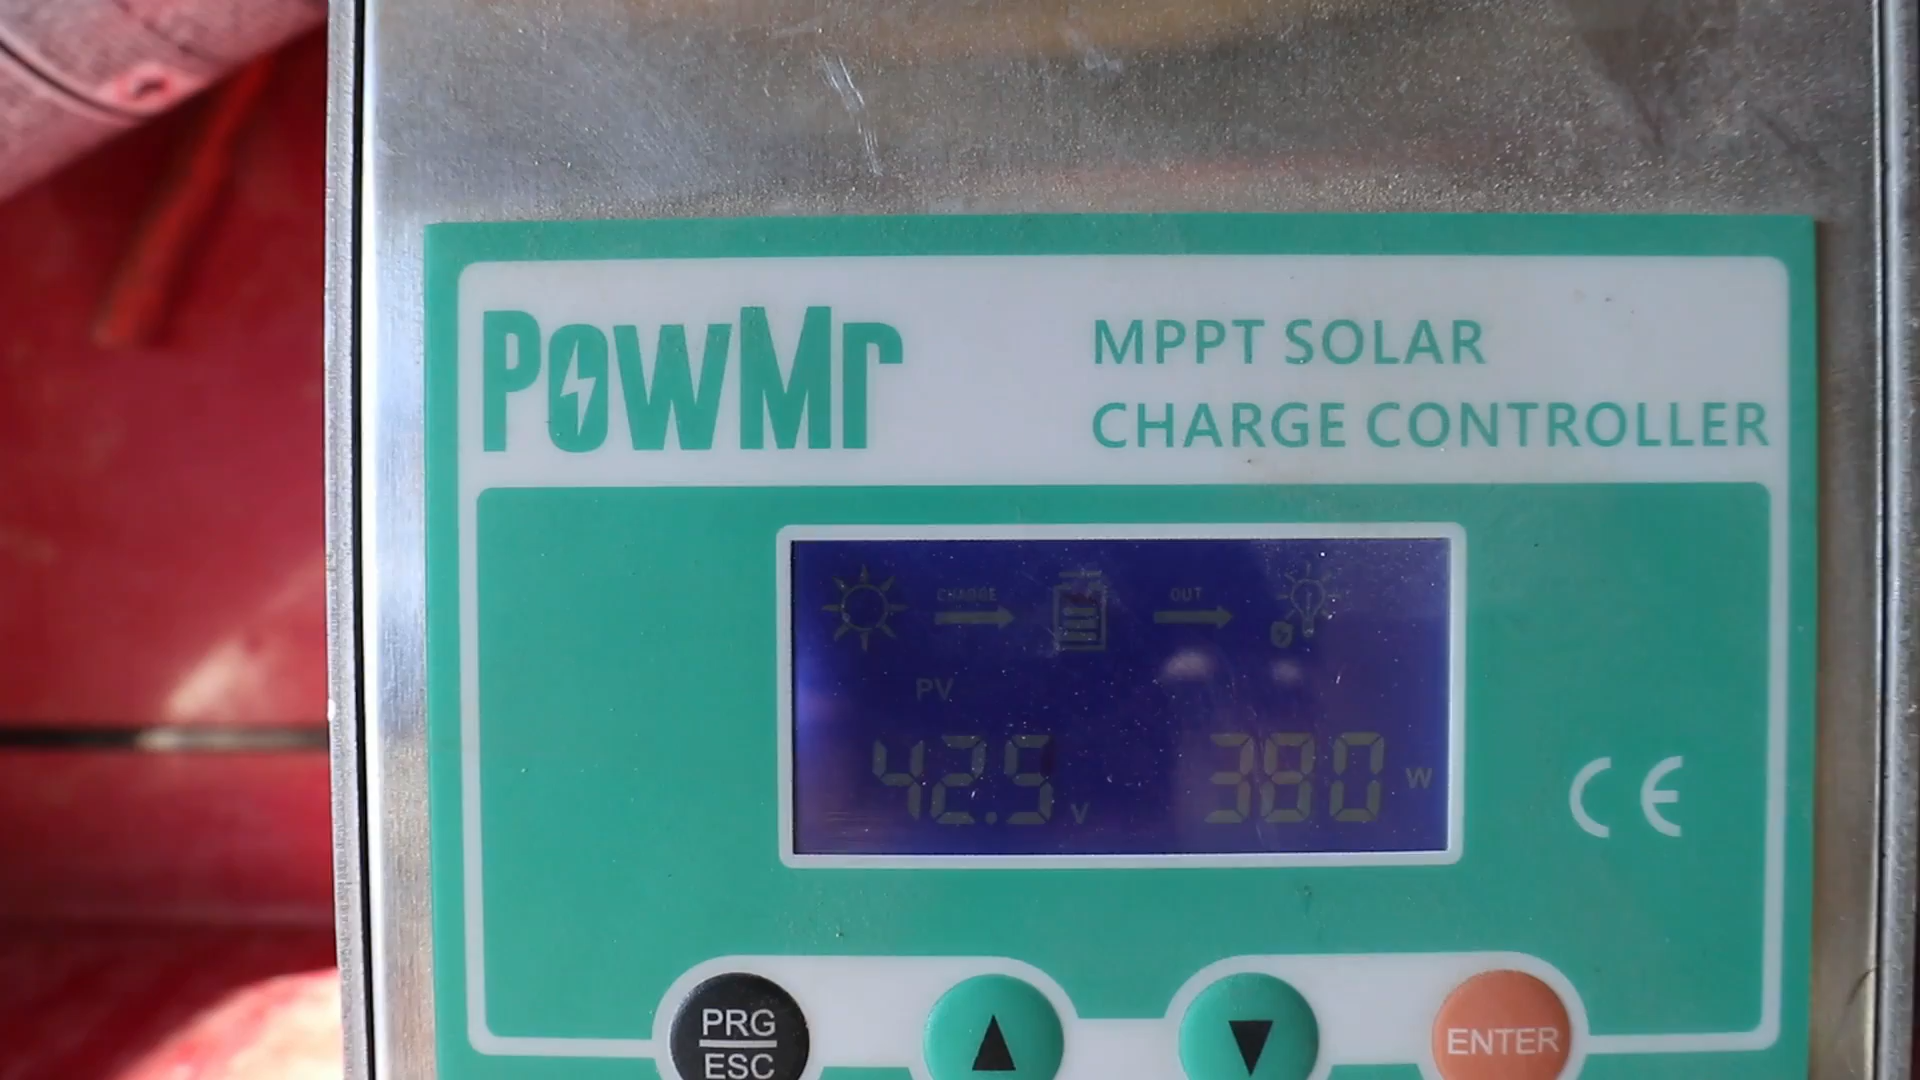 PowMr
MPPT SOLAR
CHARGE CONTROLLER
CHARGE
OUT
PV
42.5 V
380 W
CE
PRG
ESC
▲
▼
ENTER